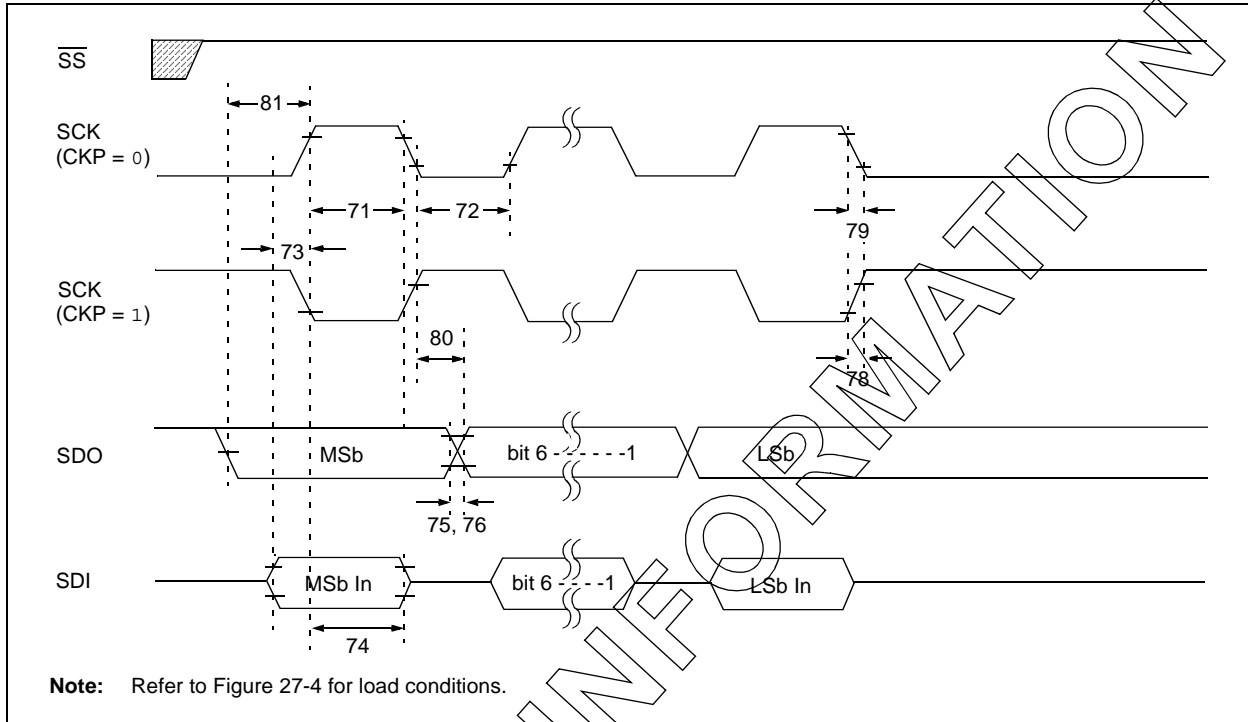 SS
81
SCK
(CKP = 0)
71
72
73
79
SCK
(CKP = 1)
80
78
SDO
MSb
bit 6 - - - - - -1
LSb
75, 76
SDI
MSb In
bit 6 - - - - -1
LSb In
74
Note: Refer to Figure 27-4 for load conditions.
INFORMATION